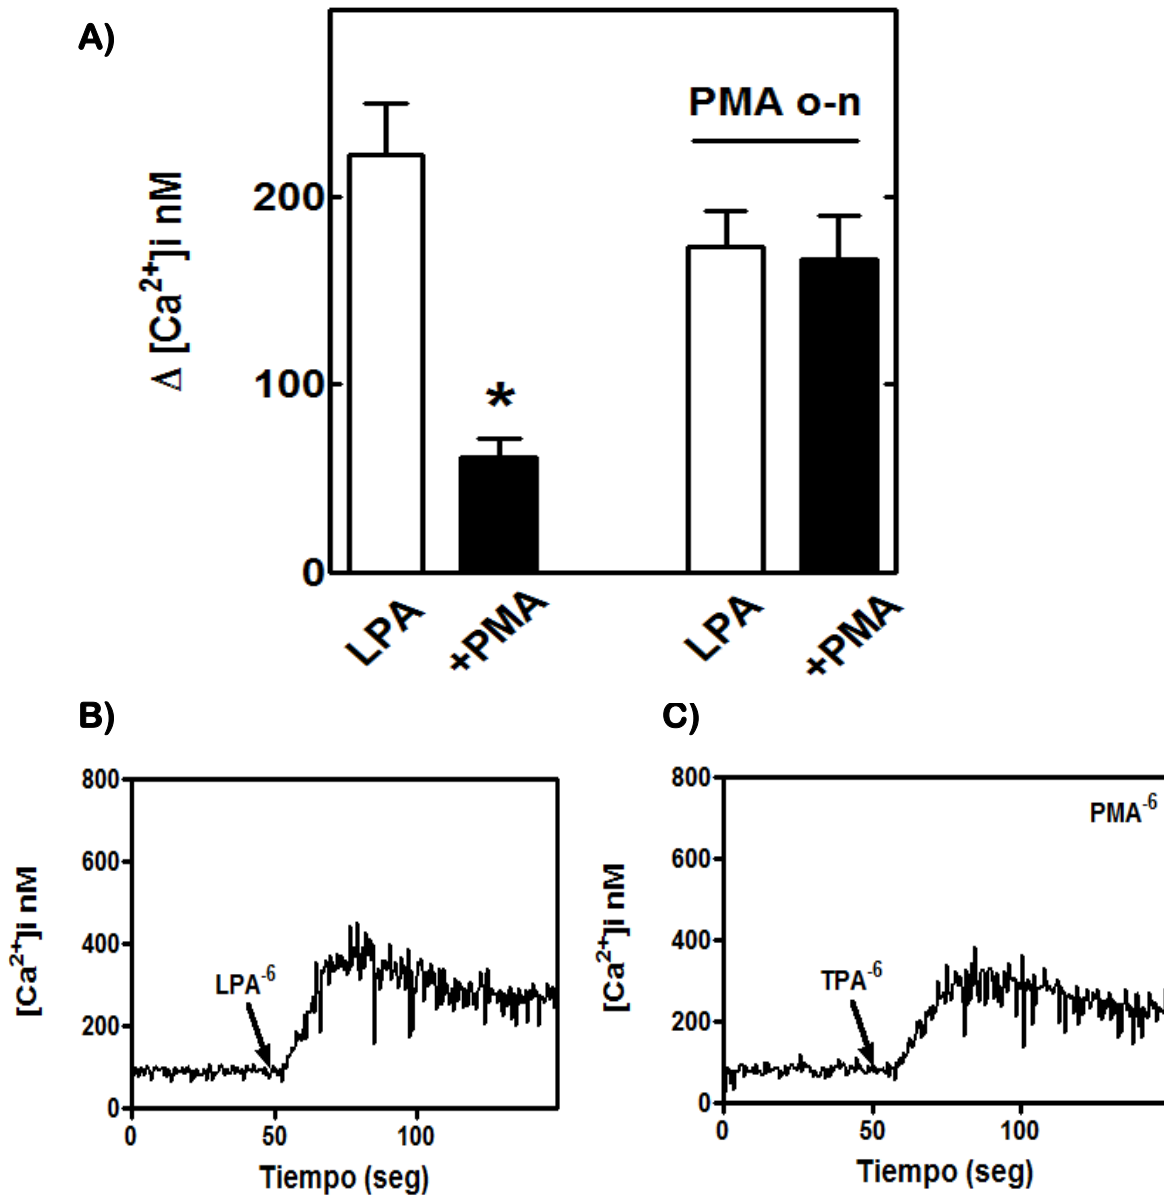 A)
PMA o-n
Δ [Ca²⁺]i nM
200
100
0
LPA
+PMA
LPA
+PMA
B)
[Ca²⁺]i nM
800
600
400
200
0
LPA⁻⁶
0
50
100
Tiempo (seg)
C)
[Ca²⁺]i nM
800
600
400
200
0
PMA⁻⁶
TPA⁻⁶
0
50
100
Tiempo (seg)